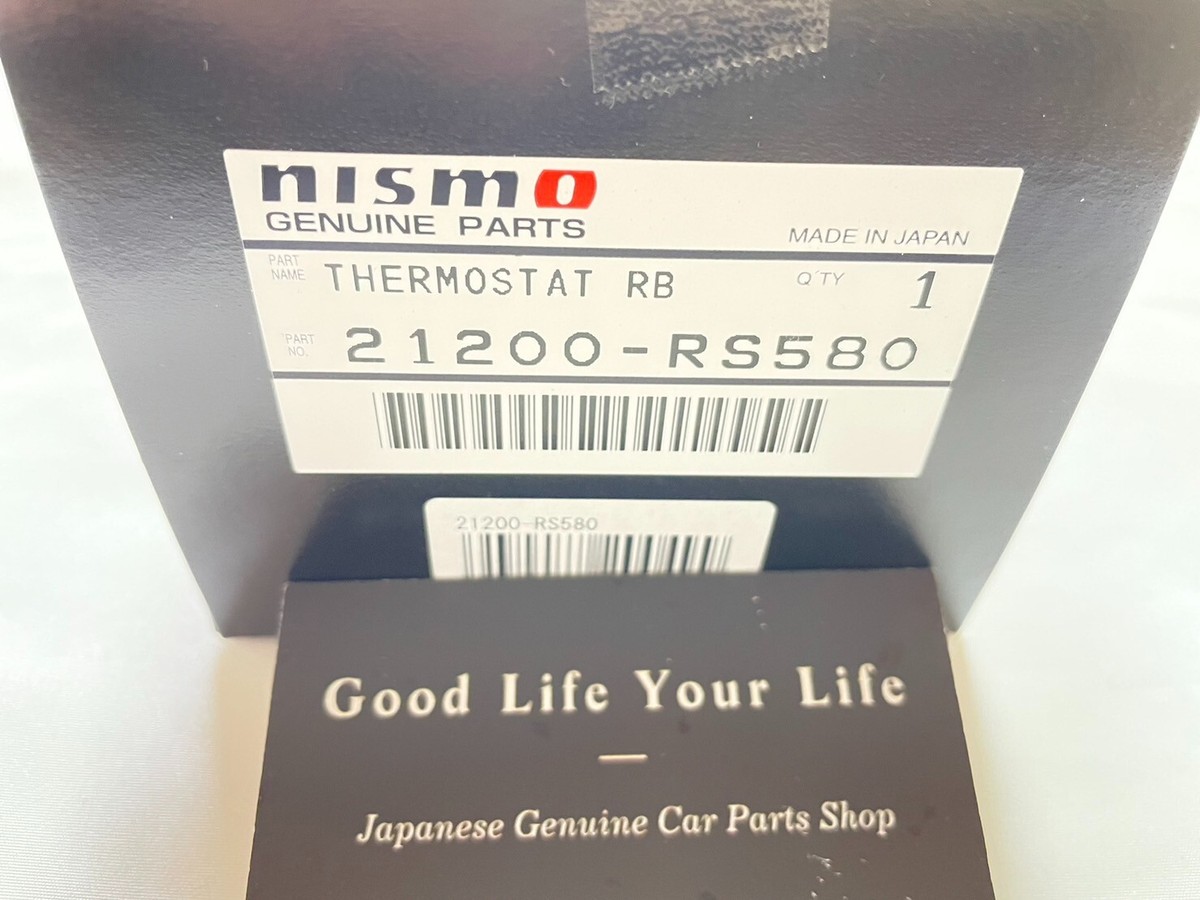 nismo
GENUINE PARTS
MADE IN JAPAN
PART NAME THERMOSTAT RB Q'TY 1
PART NO. 21200-RS580
21200-RS580
Good Life Your Life
Japanese Genuine Car Parts Shop